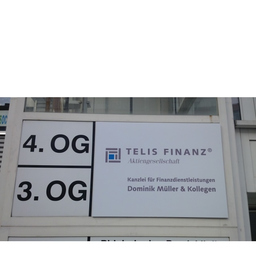 4. OG
3. OG
TELIS FINANZ®
Aktiengesellschaft
Kanzlei für Finanzdienstleistungen
Dominik Müller & Kollegen